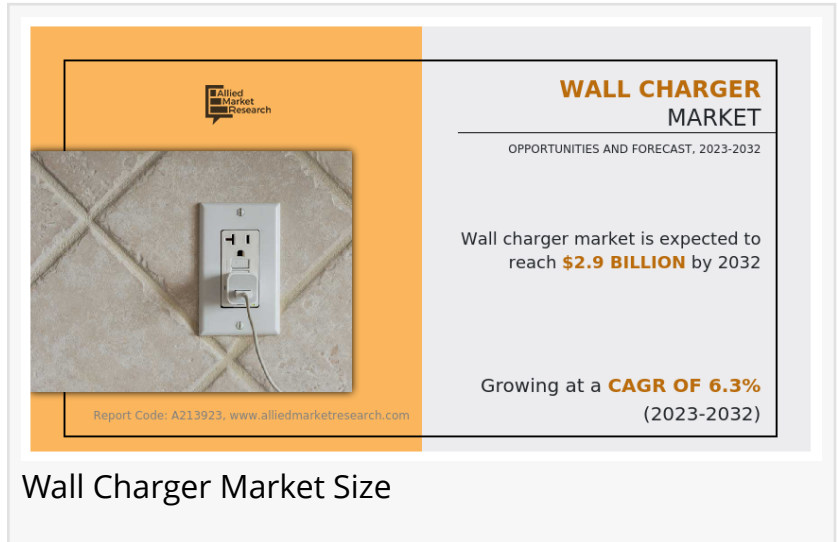 Allied
Market
Research
WALL CHARGER
MARKET
OPPORTUNITIES AND FORECAST, 2023-2032
Wall charger market is expected to
reach $2.9 BILLION by 2032
Growing at a CAGR OF 6.3%
(2023-2032)
Report Code: A213923, www.alliedmarketresearch.com
Wall Charger Market Size